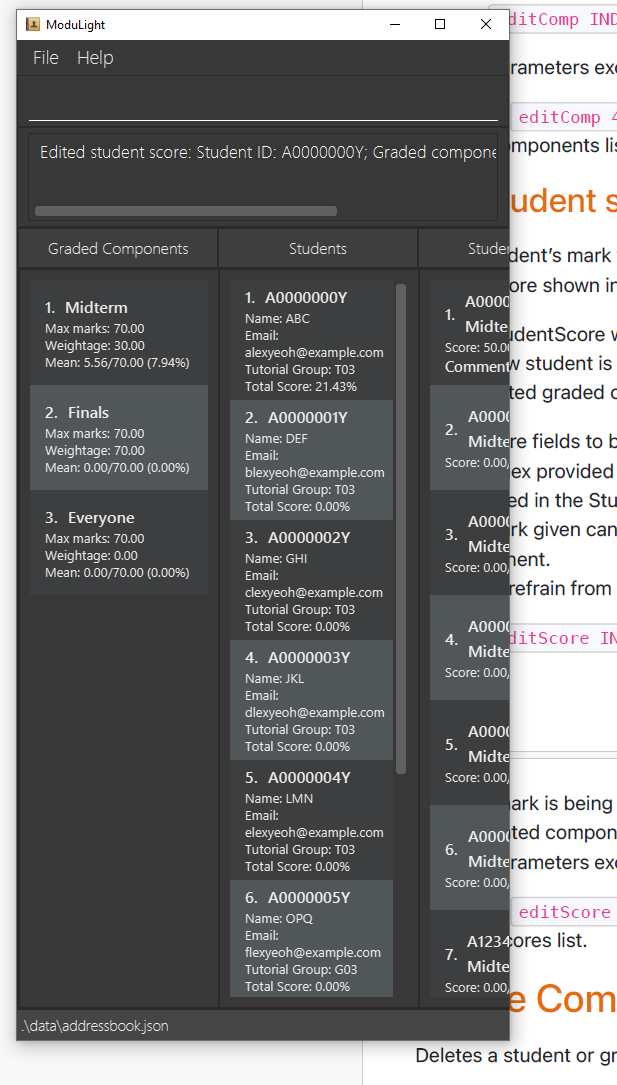 ModuLight
File Help
Edited student score: Student ID: A0000000Y; Graded compone
Graded Components
1. Midterm
Max marks: 70.00
Weightage: 30.00
Mean: 5.56/70.00 (7.94%)
2. Finals
Max marks: 70.00
Weightage: 70.00
Mean: 0.00/70.00 (0.00%)
3. Everyone
Max marks: 70.00
Weightage: 0.00
Mean: 0.00/70.00 (0.00%)
Students
1. A0000000Y
Name: ABC
Email:
alexyeoh@example.com
Tutorial Group: T03
Total Score: 21.43%
2. A0000001Y
Name: DEF
Email:
blexyeoh@example.com
Tutorial Group: T03
Total Score: 0.00%
3. A0000002Y
Name: GHI
Email:
clexyeoh@example.com
Tutorial Group: T03
Total Score: 0.00%
4. A0000003Y
Name: JKL
Email:
dlexyeoh@example.com
Tutorial Group: T03
Total Score: 0.00%
5. A0000004Y
Name: LMN
Email:
elexyeoh@example.com
Tutorial Group: T03
Total Score: 0.00%
6. A0000005Y
Name: OPQ
Email:
flexyeoh@example.com
Tutorial Group: G03
Total Score: 0.00%
Studen
1. A0000
Midte
Score: 50.00
Comment
2. A0000
Midte
Score: 0.00/
3. A0000
Midte
Score: 0.00/
4. A0000
Midte
Score: 0.00/
5. A0000
Midte
Score: 0.00/
6. A0000
Midte
Score: 0.00/
7. A1234
Midte
Score: 0.00/
.\data\addressbook.json
ditComp IND
rameters exc
editComp 4
omponents lis
udent s
dent's mark
ore shown in
udentScore w
w student is
ted graded c
re fields to b
ex provided
ed in the Stu
rk given can
nent.
refrain from
ditScore IN
ark is being
ted compon
rameters exc
editScore
cores list.
e Com
Deletes a student or gr